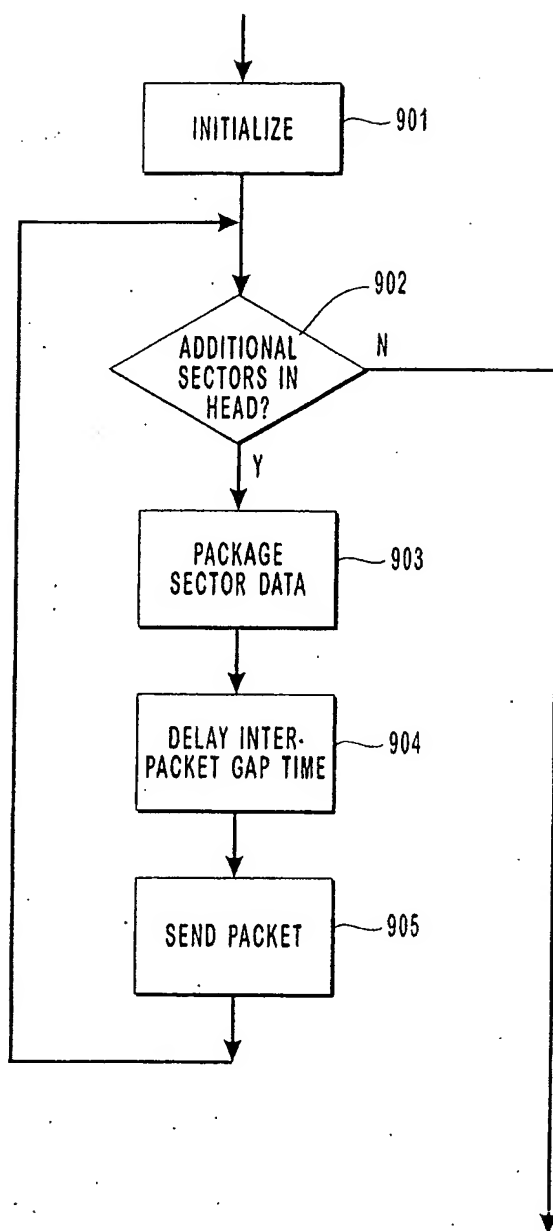 INITIALIZE
901
902
ADDITIONAL
SECTORS IN
HEAD?
N
Y
PACKAGE
SECTOR DATA
903
DELAY INTER-
PACKET GAP TIME
904
SEND PACKET
905